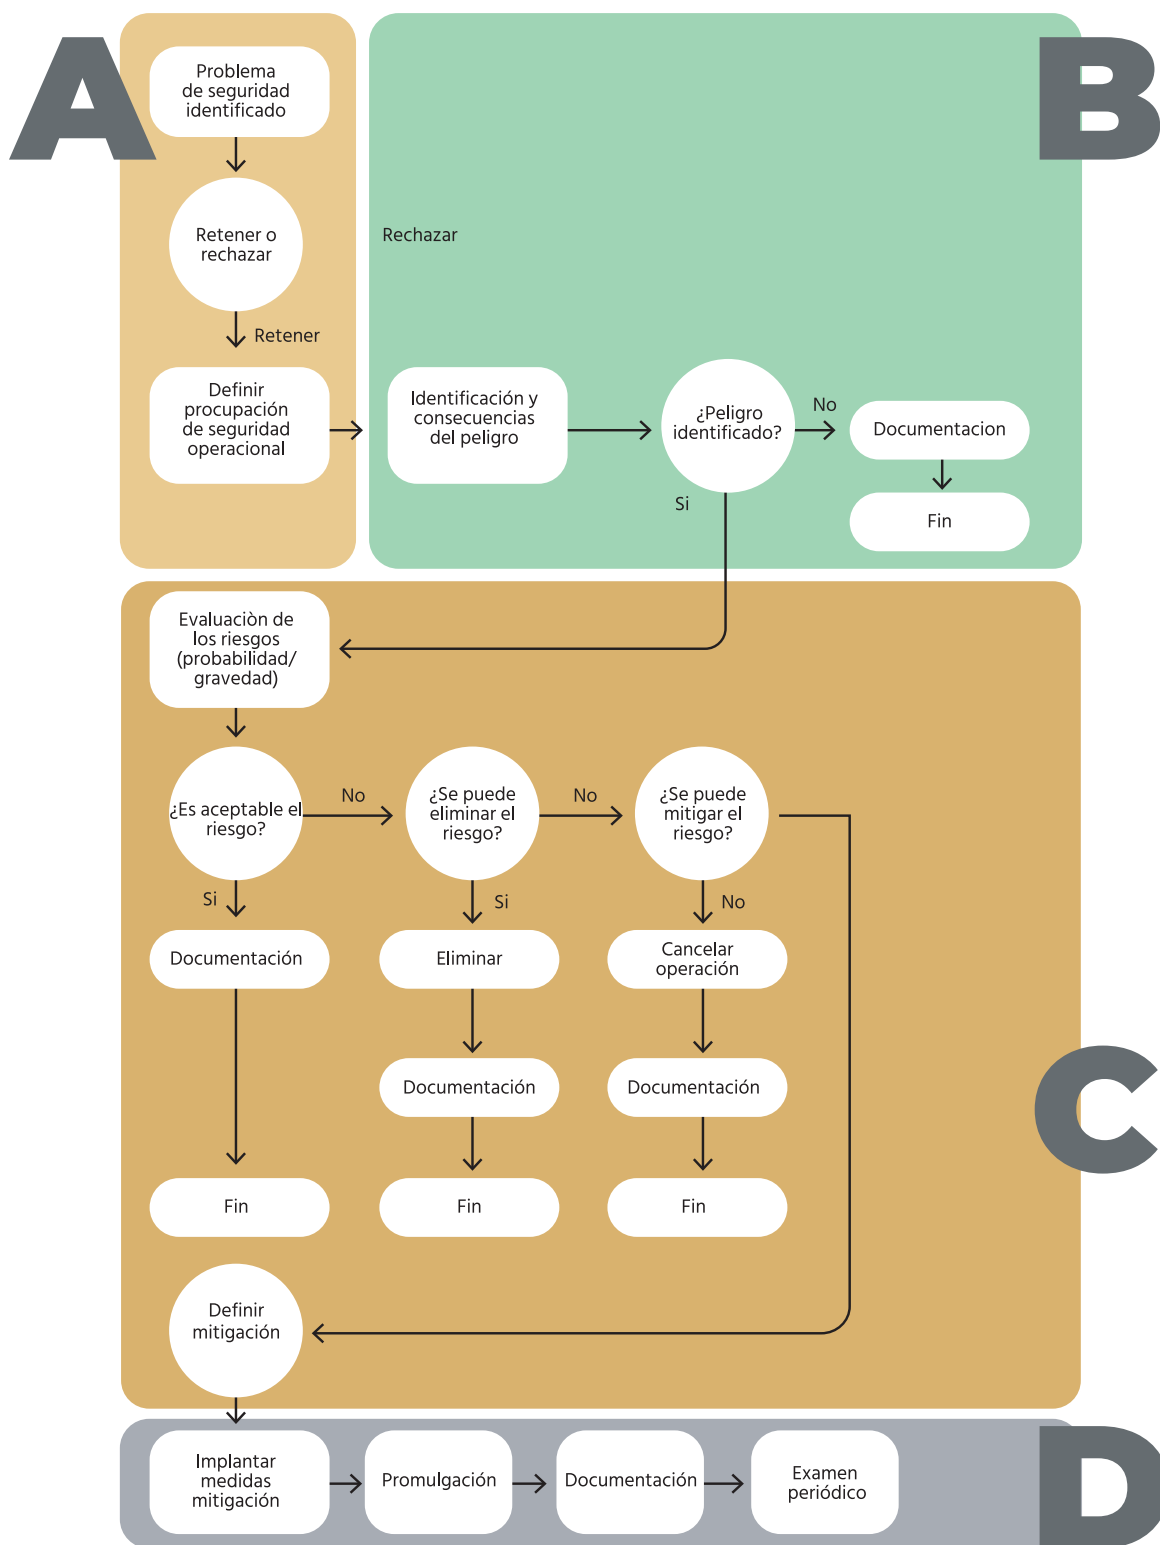 A
Problema
de seguridad
identificado
B
Retener o
rechazar
Rechazar
Retener
Definir
procupación
de seguridad
operacional
Identificación y
consecuencias
del peligro
¿Peligro
identificado?
No
Documentacion
Fin
Si
Evaluaciòn de
los riesgos
(probabilidad/
gravedad)
¿Es aceptable el
riesgo?
No
¿Se puede
eliminar el
riesgo?
No
¿Se puede
mitigar el
riesgo?
Si
Si
No
Documentación
Eliminar
Cancelar
operación
Documentación
Documentación
C
Fin
Fin
Fin
Definir
mitigación
Implantar
medidas
mitigación
Promulgación
Documentación
Examen
periódico
D